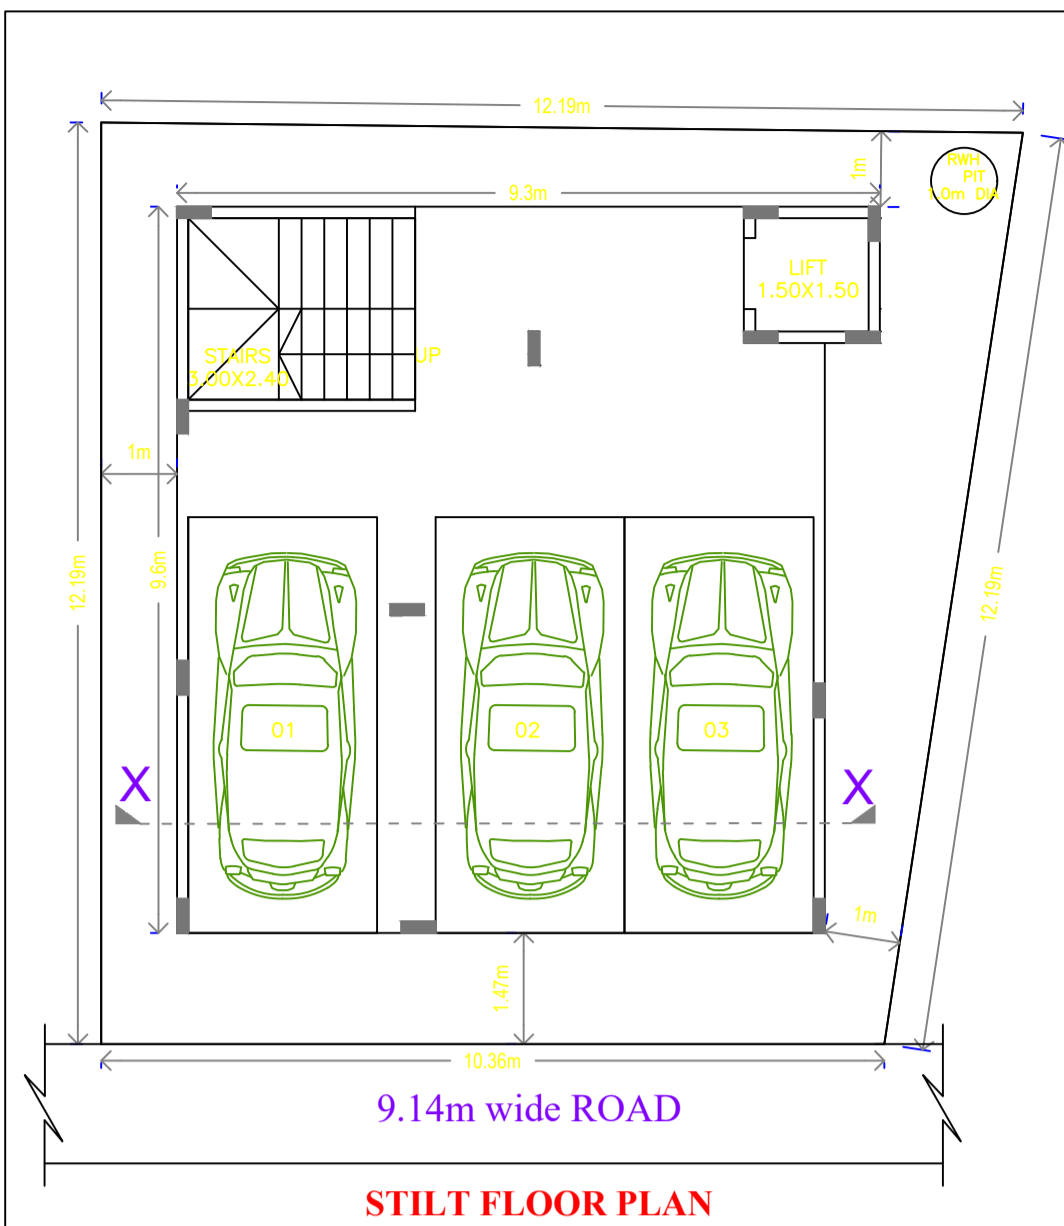 12.19m
RWH
PIT
1.0m DIA
1m
9.3m
LIFT
1.50X1.50
STAIRS
3.00X2.40
UP
1m
12.19m
9.6m
12.19m
01
02
03
X
X
1m
1.47m
10.36m
9.14m wide ROAD
STILT FLOOR PLAN